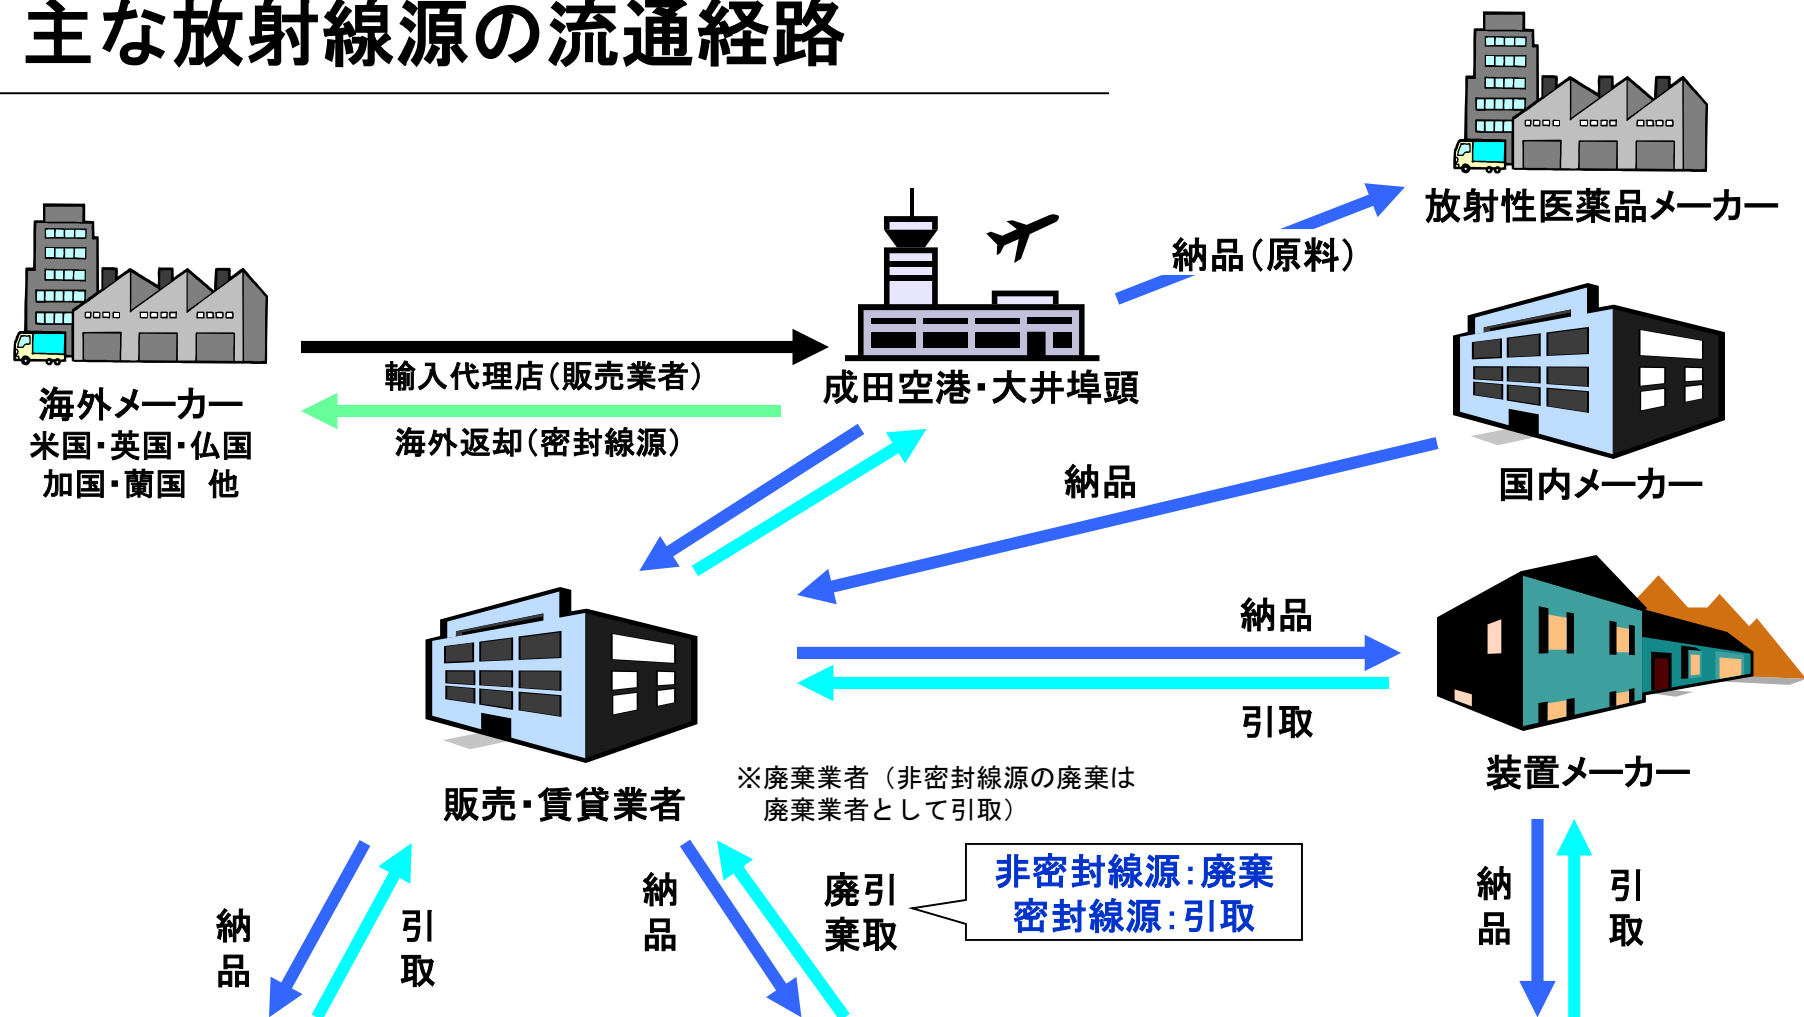 主な放射線源の流通経路
放射性医薬品メーカー
納品（原料）
輸入代理店（販売業者）
成田空港・大井埠頭
海外メーカー
米国・英国・仏国
加国・蘭国　他
海外返却（密封線源）
納品
国内メーカー
納品
引取
装置メーカー
※廃棄業者（非密封線源の廃棄は
廃棄業者として引取）
販売・賃貸業者
非密封線源：廃棄
密封線源：引取
納品
引取
納品
廃棄
引取
納品
引取